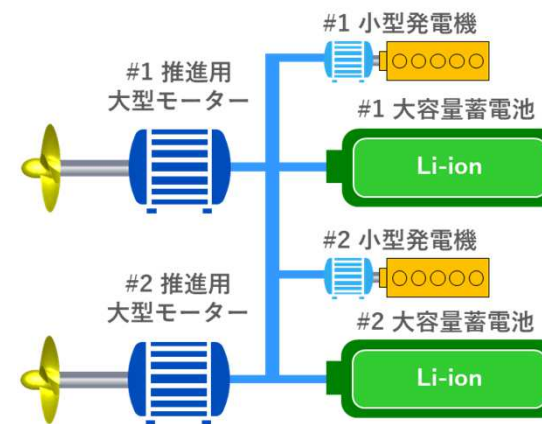 #1 小型発電機
#1 推進用
大型モーター
#1 大容量蓄電池
Li-ion
#2 小型発電機
#2 推進用
大型モーター
#2 大容量蓄電池
Li-ion